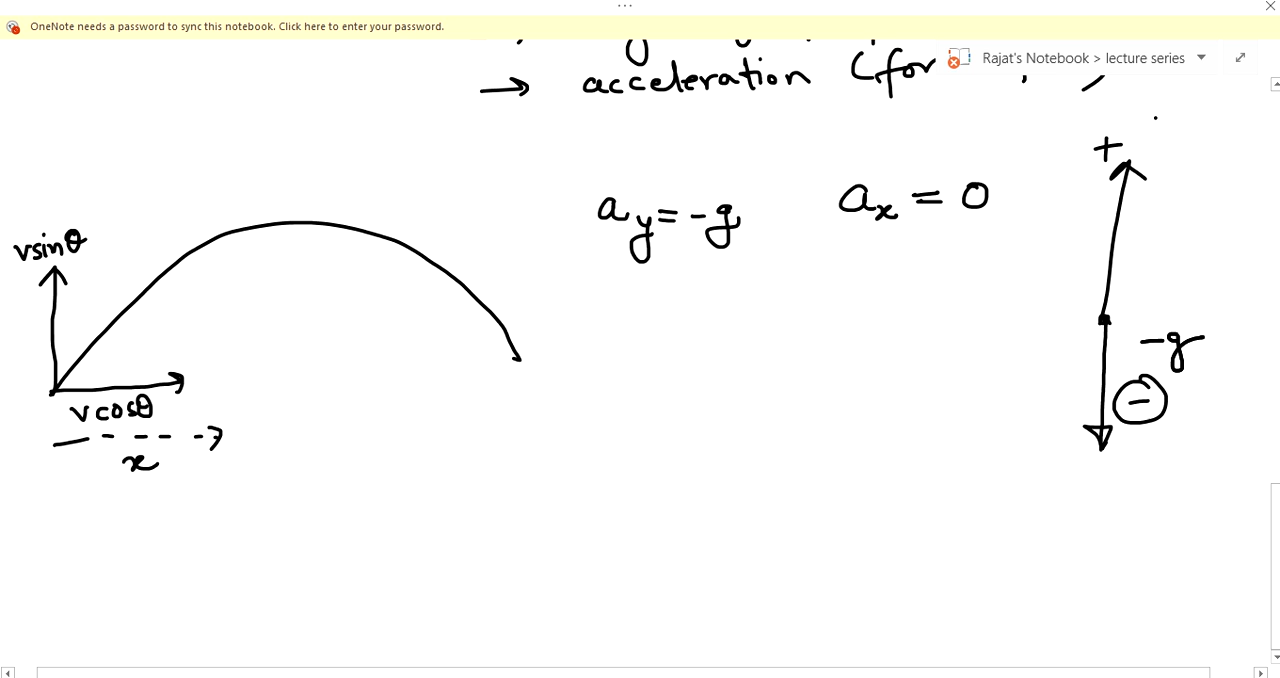 OneNote needs a password to sync this notebook. Click here to enter your password.
Rajat's Notebook > lecture series
→ acceleration (for
+
a_y = -g
a_x = 0
vsinθ
-g
-
vcosθ
x